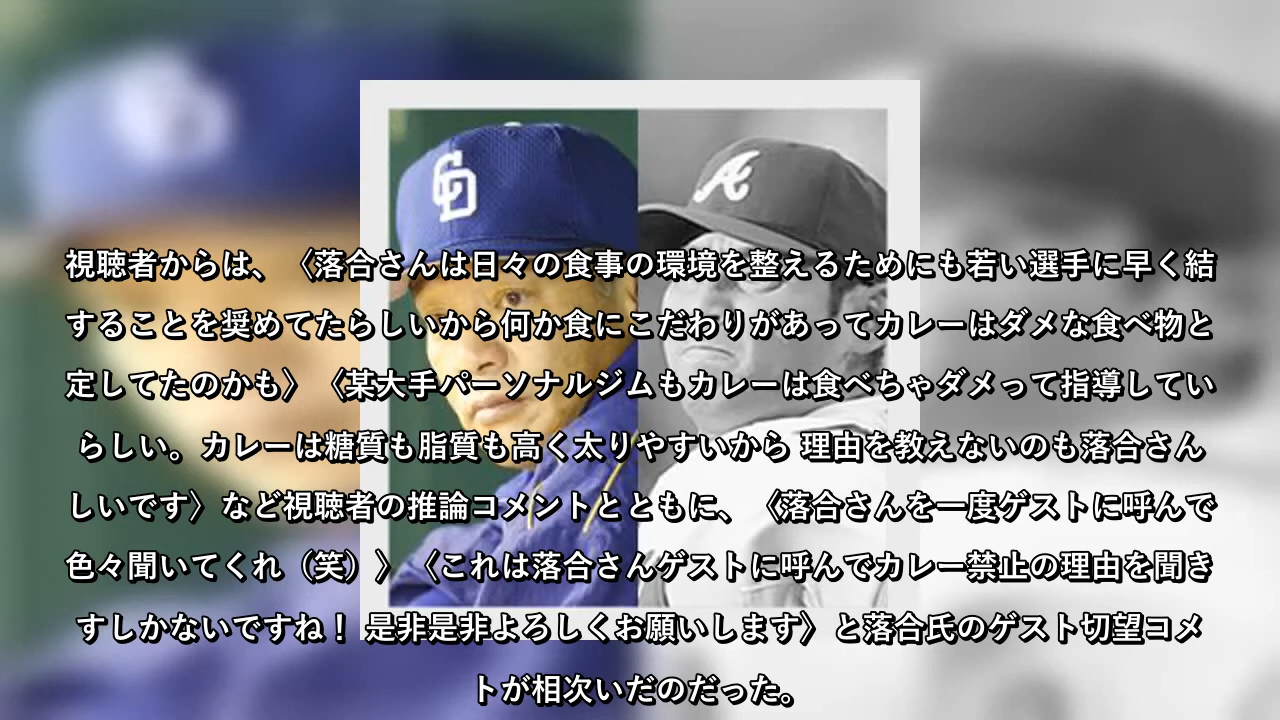 CD
A
視聴者からは、〈落合さんは日々の食事の環境を整えるためにも若い選手に早く結
することを奨めてたらしいから何か食にこだわりがあってカレーはダメな食べ物と
定してたのかも〉〈某大手パーソナルジムもカレーは食べちゃダメって指導してい
らしい。カレーは糖質も脂質も高く太りやすいから 理由を教えないのも落合さん
しいです〉など視聴者の推論コメントとともに、〈落合さんを一度ゲストに呼んで
色々聞いてくれ（笑）〉〈これは落合さんゲストに呼んでカレー禁止の理由を聞き
すしかないですね！ 是非是非よろしくお願いします〉と落合氏のゲスト切望コメ
トが相次いだのだった。